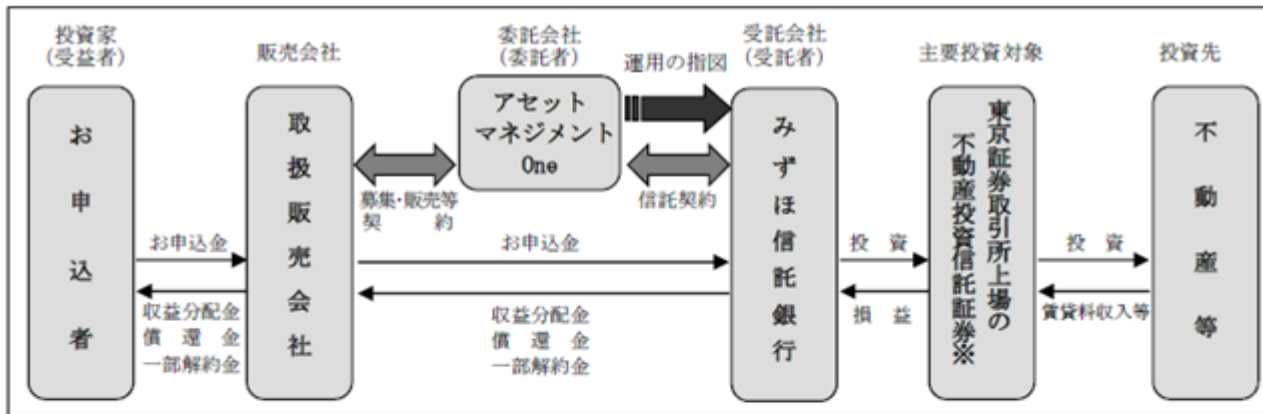 投資家
(受益者)
販売会社
委託会社
(委託者)
運用の指図
受託会社
(受託者)
主要投資対象
投資先
お申込者
取扱販売会社
アセット
マネジメント
One
みずほ信託銀行
東京証券取引所上場の
不動産投資信託証券※
不動産等
募集・販売等
契 約
信託契約
お申込金
収益分配金
償 還 金
一部解約金
お申込金
収益分配金
償 還 金
一部解約金
投 資
損 益
投 資
賃貸料収入等